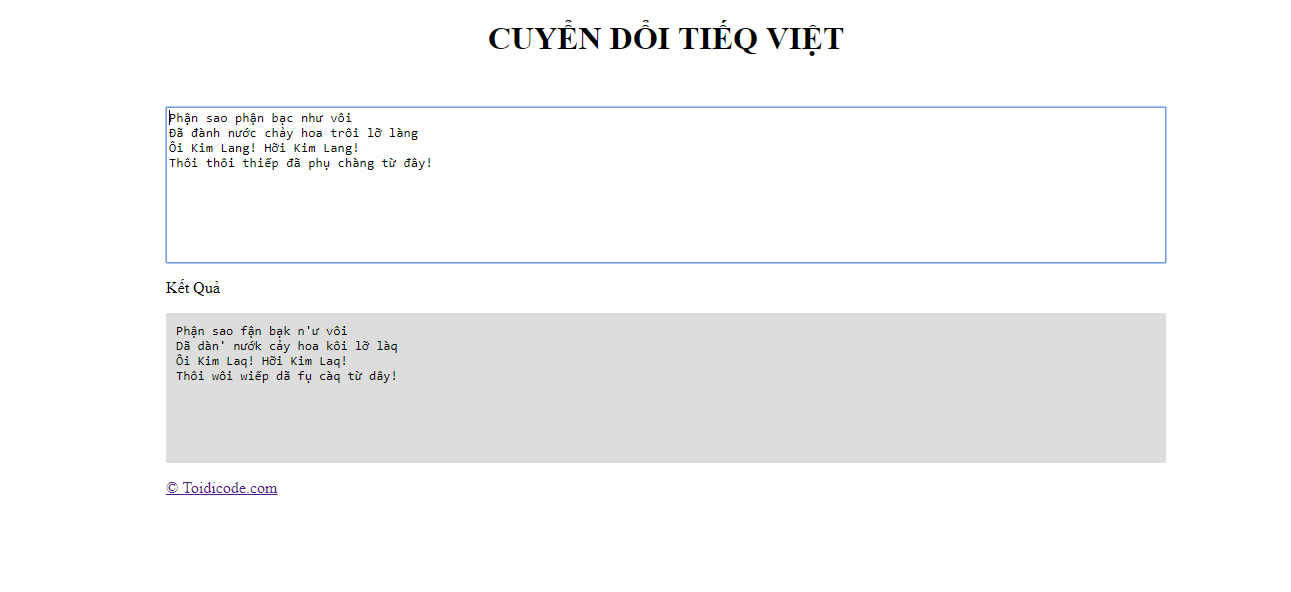 CUYỂN DỔI TIẾQ VIỆT
Phận sao phận bạc như vôi
Đã đành nước chảy hoa trôi lỡ làng
Ôi Kim Lang! Hỡi Kim Lang!
Thôi thôi thiếp đã phụ chàng từ đây!
Kết Quả
Phận sao fận bạk n'ư vôi
Dã dàn' nướk cảy hoa kôi lỡ làq
Ôi Kim Laq! Hỡi Kim Laq!
Thôi wôi wiếp dã fụ càq từ dây!
© Toidicode.com